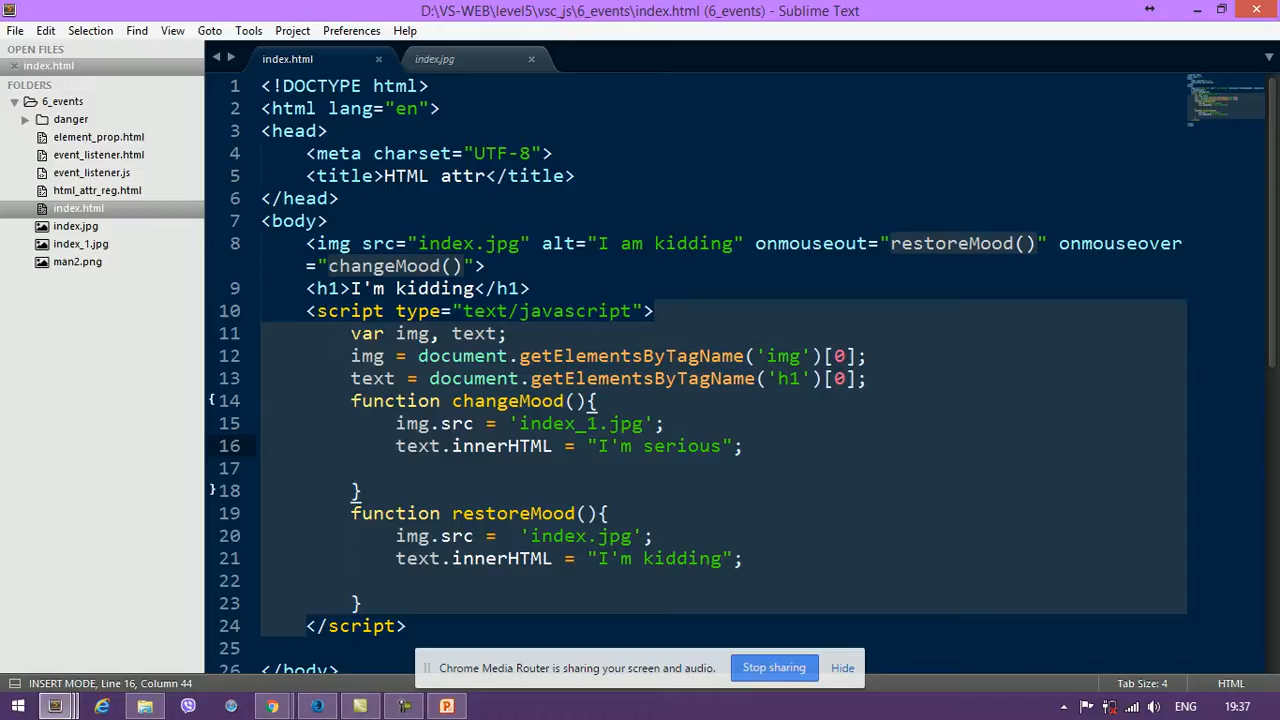 D:\VS-WEB\level5\vsc_js\6_events\index.html (6_events) - Sublime Text
File Edit Selection Find View Goto Tools Project Preferences Help
OPEN FILES
index.html
FOLDERS
6_events
danger
element_prop.html
event_listener.html
event_listener.js
html_attr_reg.html
index.html
index.jpg
index_1.jpg
man2.png
index.html index.jpg
1 <!DOCTYPE html>
2 <html lang="en">
3 <head>
4 <meta charset="UTF-8">
5 <title>HTML attr</title>
6 </head>
7 <body>
8 <img src="index.jpg" alt="I am kidding" onmouseout="restoreMood()" onmouseover
="changeMood()">
9 <h1>I'm kidding</h1>
10 <script type="text/javascript">
11 var img, text;
12 img = document.getElementsByTagName('img')[0];
13 text = document.getElementsByTagName('h1')[0];
14 function changeMood(){
15 img.src = 'index_1.jpg';
16 text.innerHTML = "I'm serious";
17
18 }
19 function restoreMood(){
20 img.src =  'index.jpg';
21 text.innerHTML = "I'm kidding";
22
23 }
24 </script>
25
26 </body>
Chrome Media Router is sharing your screen and audio. Stop sharing Hide
INSERT MODE, Line 16, Column 44 Tab Size: 4 HTML
ENG 19:37